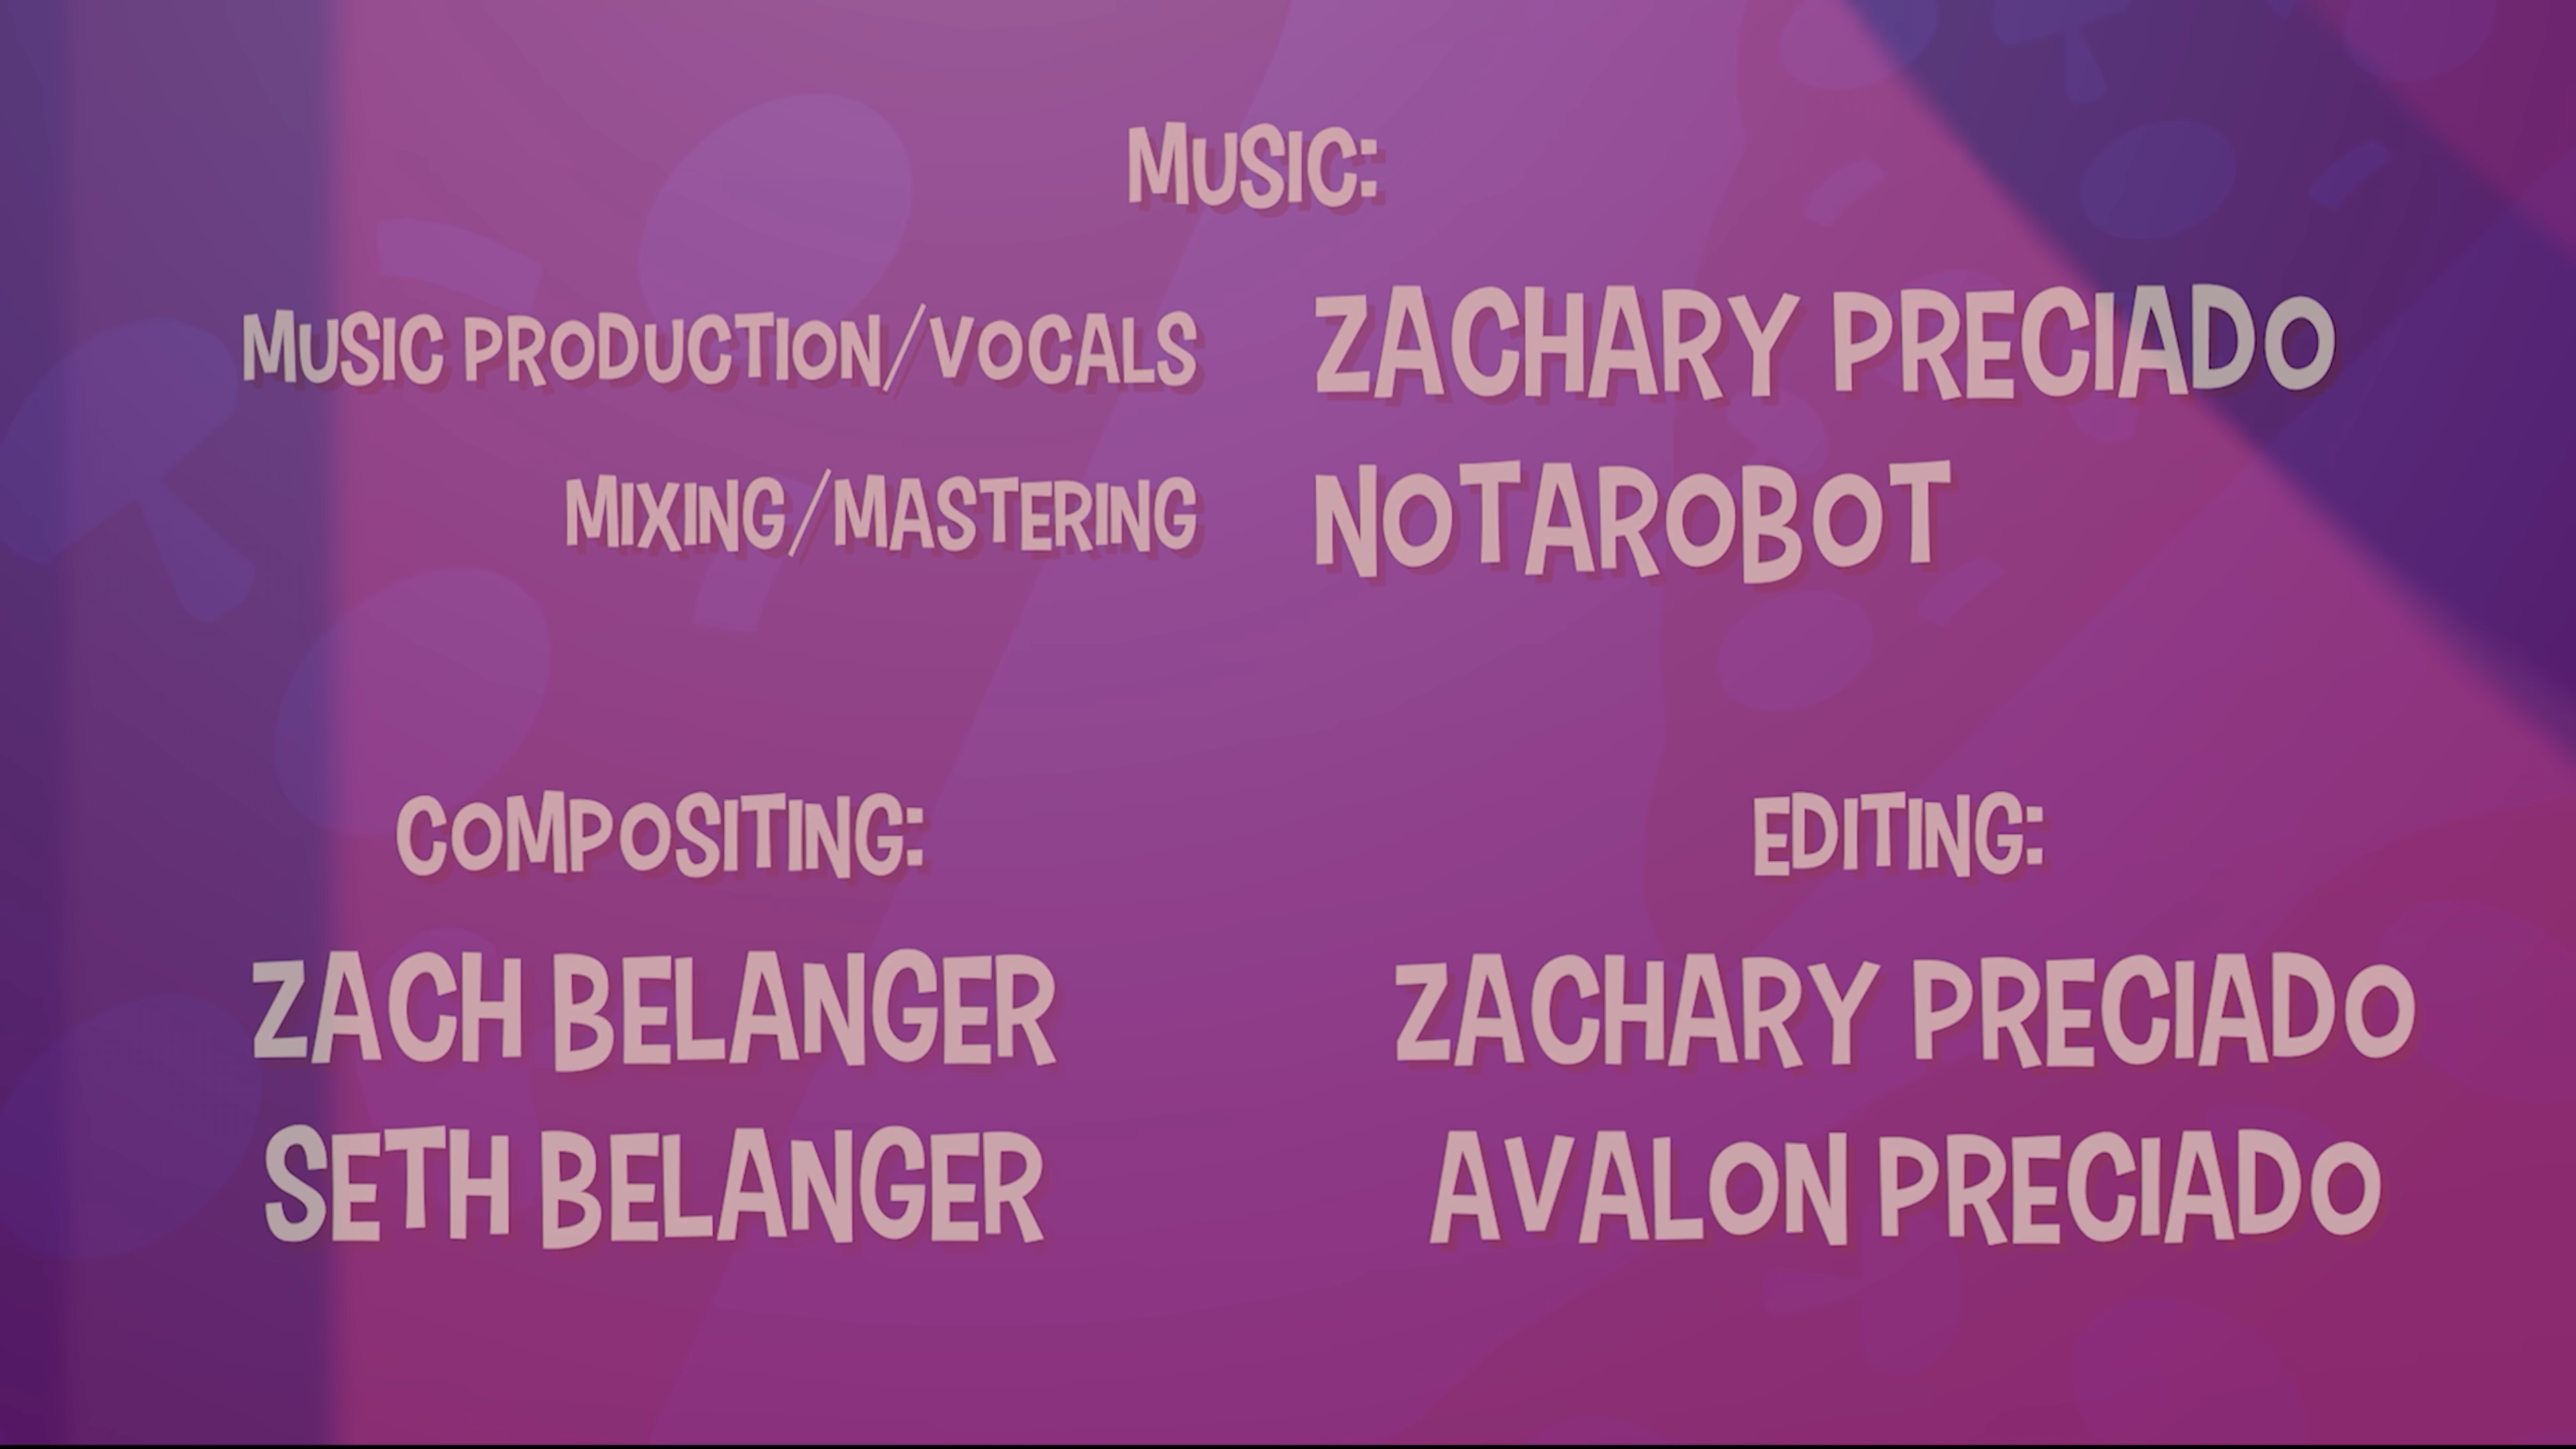 MUSIC:
MUSIC PRODUCTION/VOCALS ZACHARY PRECIADO
MIXING/MASTERING NOTAROBOT
COMPOSITING:
ZACH BELANGER
SETH BELANGER
EDITING:
ZACHARY PRECIADO
AVALON PRECIADO